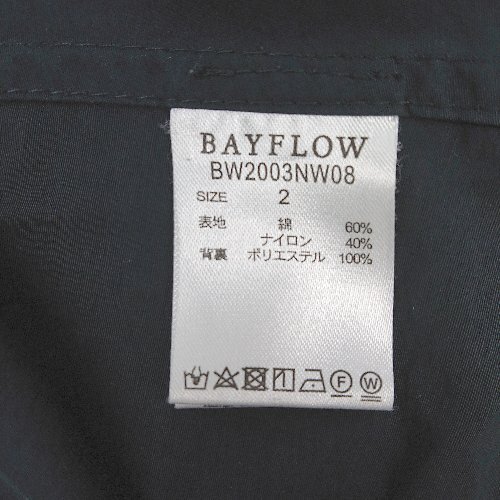 BAYFLOW
BW2003NW08
SIZE 2
表地 綿 60%
ナイロン 40%
背裏 ポリエステル 100%
F W